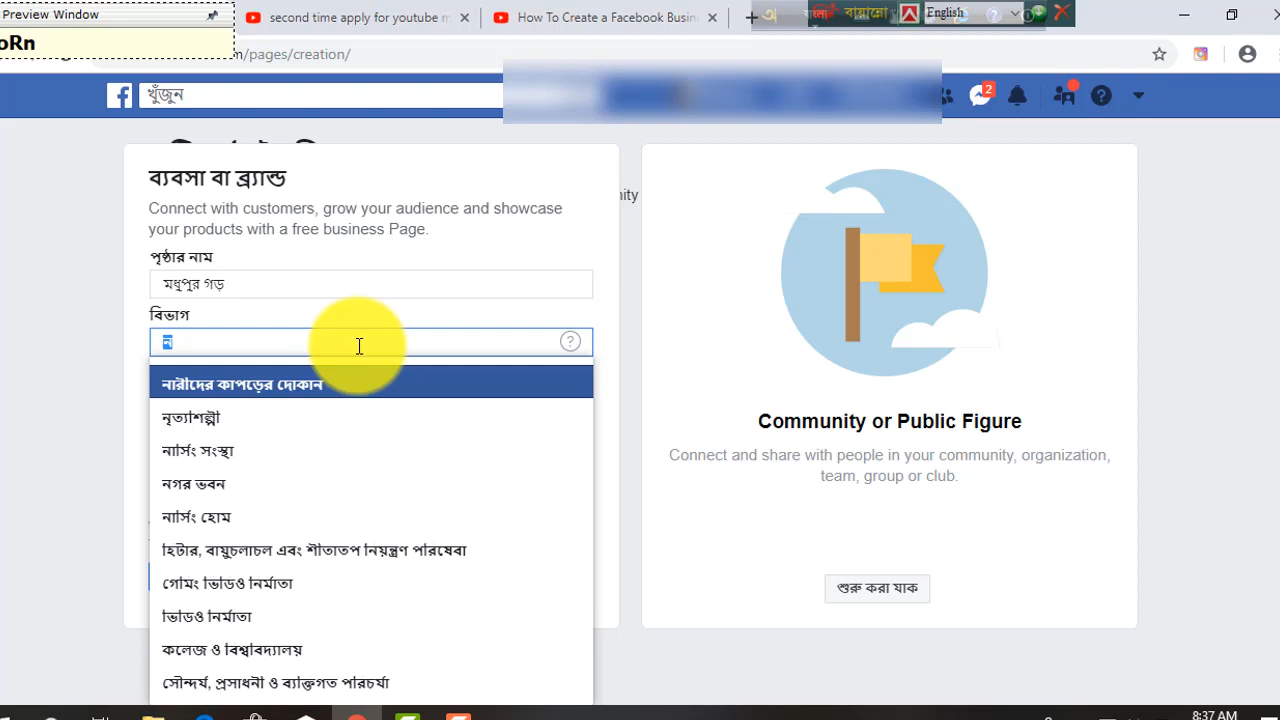 Preview Window
second time apply for youtube m
How To Create a Facebook Busin
বায়ান্নো
English
oRn
m/pages/creation/
খুঁজুন
2
ব্যবসা বা ব্র্যান্ড
Connect with customers, grow your audience and showcase
your products with a free business Page.
nity
পৃষ্ঠার নাম
মধুপুর গড়
বিভাগ
ন
নারীদের কাপড়ের দোকান
নৃত্যশিল্পী
নার্সিং সংস্থা
নগর ভবন
নার্সিং হোম
হিটার, বায়ুচলাচল এবং শীতাতপ নিয়ন্ত্রণ পরিষেবা
গেমিং ভিডিও নির্মাতা
ভিডিও নির্মাতা
কলেজ ও বিশ্ববিদ্যালয়
সৌন্দর্য, প্রসাধনী ও ব্যক্তিগত পরিচর্যা
Community or Public Figure
Connect and share with people in your community, organization,
team, group or club.
শুরু করা যাক
8:37 AM